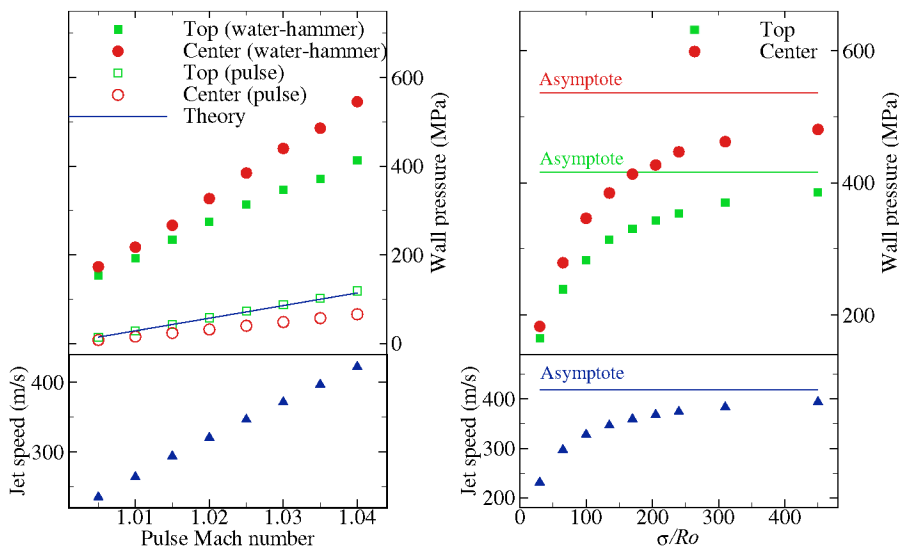 Top (water-hammer)
Center (water-hammer)
Top (pulse)
Center (pulse)
Theory
600
400
200
0
Wall pressure (MPa)
400
300
Jet speed (m/s)
1.01
1.02
1.03
1.04
Pulse Mach number
Top
Center
Asymptote
Asymptote
600
400
200
Wall pressure (MPa)
Asymptote
400
300
200
Jet speed (m/s)
0
100
200
300
400
σ/Ro